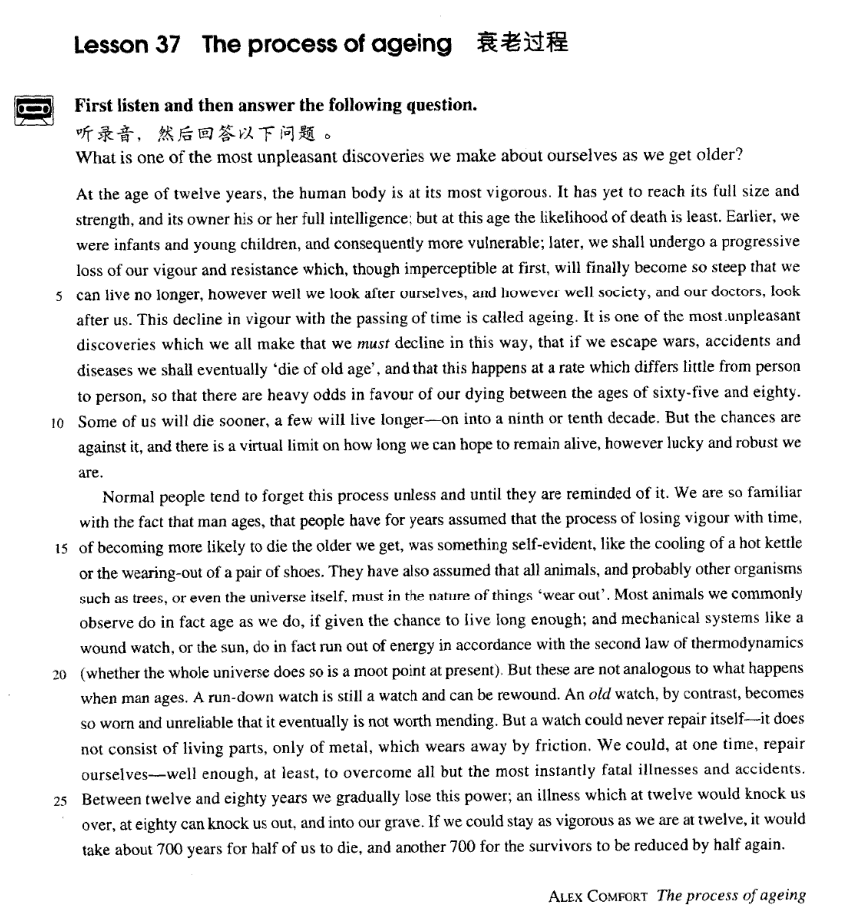 Lesson 37 The process of ageing 衰老过程
First listen and then answer the following question.
听录音，然后回答以下问题。
What is one of the most unpleasant discoveries we make about ourselves as we get older?
At the age of twelve years, the human body is at its most vigorous. It has yet to reach its full size and
strength, and its owner his or her full intelligence; but at this age the likelihood of death is least. Earlier, we
were infants and young children, and consequently more vulnerable; later, we shall undergo a progressive
loss of our vigour and resistance which, though imperceptible at first, will finally become so steep that we
5 can live no longer, however well we look after ourselves, and however well society, and our doctors, look
after us. This decline in vigour with the passing of time is called ageing. It is one of the most unpleasant
discoveries which we all make that we must decline in this way, that if we escape wars, accidents and
diseases we shall eventually ‘die of old age’, and that this happens at a rate which differs little from person
to person, so that there are heavy odds in favour of our dying between the ages of sixty-five and eighty.
10 Some of us will die sooner, a few will live longer—on into a ninth or tenth decade. But the chances are
against it, and there is a virtual limit on how long we can hope to remain alive, however lucky and robust we
are.
Normal people tend to forget this process unless and until they are reminded of it. We are so familiar
with the fact that man ages, that people have for years assumed that the process of losing vigour with time,
15 of becoming more likely to die the older we get, was something self-evident, like the cooling of a hot kettle
or the wearing-out of a pair of shoes. They have also assumed that all animals, and probably other organisms
such as trees, or even the universe itself, must in the nature of things ‘wear out’. Most animals we commonly
observe do in fact age as we do, if given the chance to live long enough; and mechanical systems like a
wound watch, or the sun, do in fact run out of energy in accordance with the second law of thermodynamics
20 (whether the whole universe does so is a moot point at present). But these are not analogous to what happens
when man ages. A run-down watch is still a watch and can be rewound. An old watch, by contrast, becomes
so worn and unreliable that it eventually is not worth mending. But a watch could never repair itself—it does
not consist of living parts, only of metal, which wears away by friction. We could, at one time, repair
ourselves—well enough, at least, to overcome all but the most instantly fatal illnesses and accidents.
25 Between twelve and eighty years we gradually lose this power; an illness which at twelve would knock us
over, at eighty can knock us out, and into our grave. If we could stay as vigorous as we are at twelve, it would
take about 700 years for half of us to die, and another 700 for the survivors to be reduced by half again.
ALEX COMFORT The process of ageing